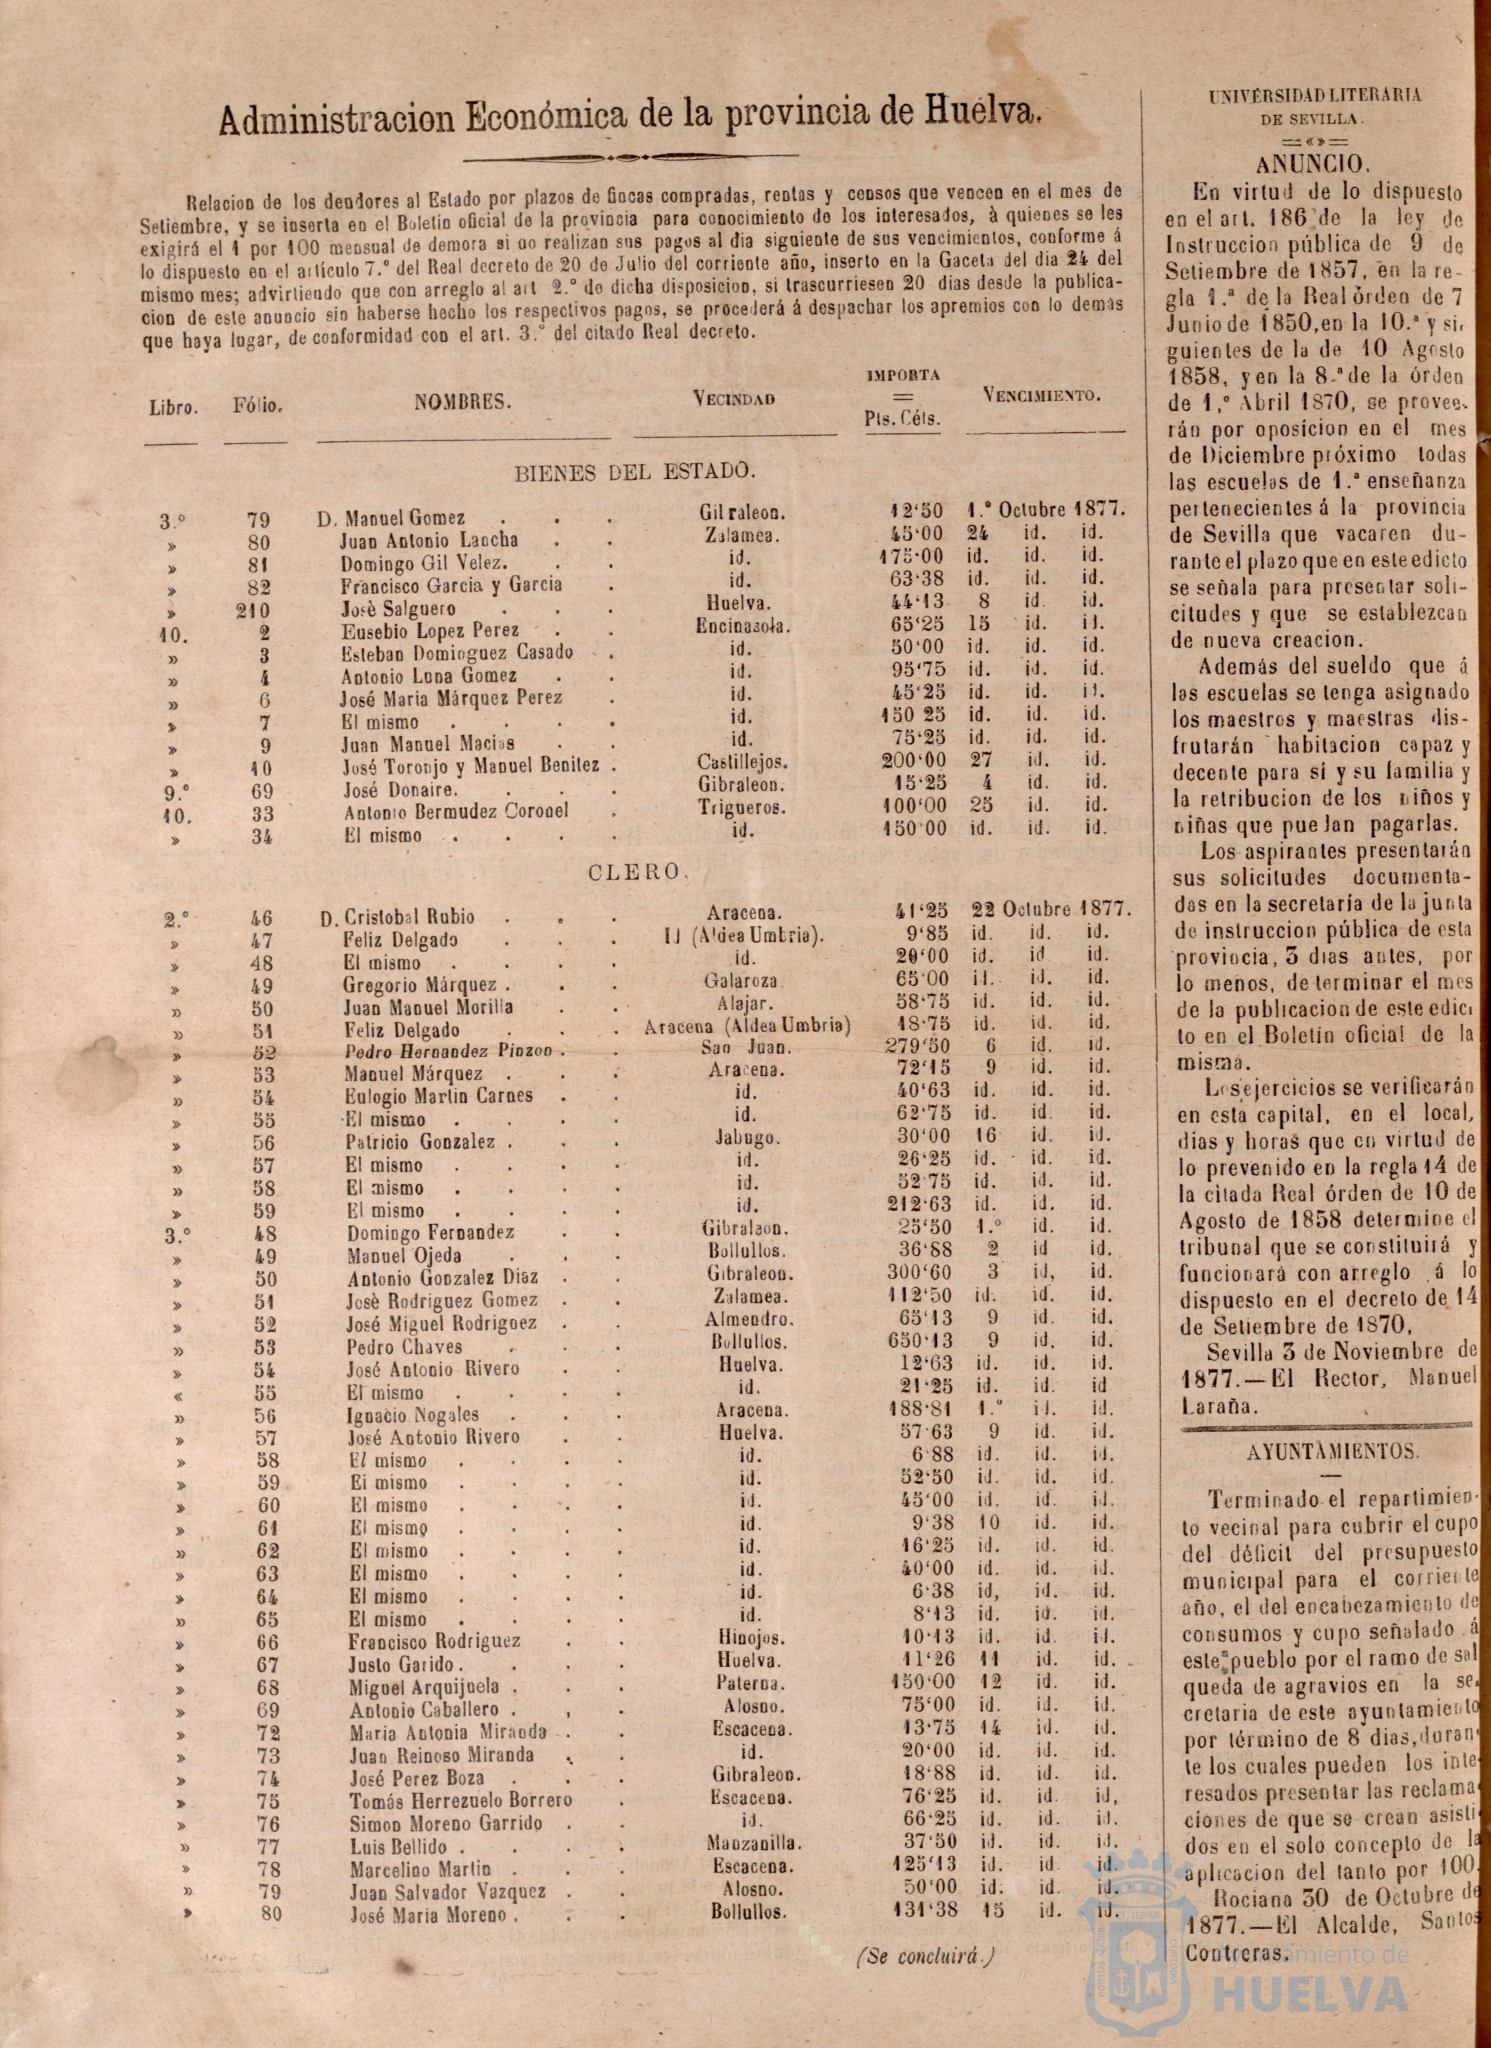 Administracion Económica de la provincia de Huelva.
Relacion de los deudores al Estado por plazos de fincas compradas, rentas y censos que vencen en el mes de
Setiembre, y se inserta en el Boletin oficial de la provincia para conocimiento de los interesados, à quienes se les
exigirá el 1 por 100 mensual de demora si no realizan sus pagos al dia siguiente de sus vencimientos, conforme á
lo dispuesto en el artículo 7.º del Real decreto de 20 de Julio del corriente año, inserto en la Gaceta del dia 24 del
mismo mes; advirtiendo que con arreglo al art 2.º de dicha disposicion, si trascurriesen 20 dias desde la publica-
cion de este anuncio sin haberse hecho los respectivos pagos, se procederá á despachar los apremios con lo demás
que haya lugar, de conformidad con el art. 3.º del citado Real decreto.
Libro. Fólio. NOMBRES. VECINDAD IMPORTA = Pts. Céts. VENCIMIENTO.
BIENES DEL ESTADO.
3.º 79 D. Manuel Gomez . . . Gibraleon. 12'50 1.º Octubre 1877.
» 80 Juan Antonio Lancha . . Zalamea. 45'00 24 id. id.
» 81 Domingo Gil Velez. . . id. 175'00 id. id. id.
» 82 Francisco Garcia y Garcia . id. 63'38 id. id. id.
» 210 Josè Salguero . . . Huelva. 44'13 8 id. id.
10. 2 Eusebio Lopez Perez . . Encinasola. 65'25 15 id. id.
» 3 Esteban Dominguez Casado . id. 50'00 id. id. id.
» 4 Antonio Luna Gomez . . id. 95'75 id. id. id.
» 6 José Maria Márquez Perez . id. 45'25 id. id. id.
» 7 El mismo . . . . id. 150 25 id. id. id.
» 9 Juan Manuel Macias . . id. 75'25 id. id. id.
» 10 José Toronjo y Manuel Benitez . Castillejos. 200'00 27 id. id.
9.º 69 José Donaire. . . . Gibraleon. 15'25 4 id. id.
10. 33 Antonio Bermudez Coronel . Trigueros. 100'00 25 id. id.
» 34 El mismo . . . . id. 150'00 id. id. id.
CLERO.
2.º 46 D. Cristobal Rubio . . . Aracena. 41'25 22 Octubre 1877.
» 47 Feliz Delgado . . . Id (Aldea Umbria). 9'85 id. id. id.
» 48 El mismo . . . . id. 20'00 id. id id.
» 49 Gregorio Márquez . . . Galaroza. 65'00 id. id. id.
» 50 Juan Manuel Morilla . . Alajar. 58'75 id. id. id.
» 51 Feliz Delgado . . . Aracena (Aldea Umbria) 18'75 id. id. id.
» 52 Pedro Hernandez Pinzon . . San Juan. 279'50 6 id. id.
» 53 Manuel Márquez . . . Aracena. 72'15 9 id. id.
» 54 Eulogio Martin Carnes . . id. 40'63 id. id. id.
» 55 El mismo . . . . id. 62'75 id. id. id.
» 56 Patricio Gonzalez . . . Jabugo. 30'00 16 id. id.
» 57 El mismo . . . . id. 26'25 id. id. id.
» 58 El mismo . . . . id. 52'75 id. id. id.
» 59 El mismo . . . . id. 212'63 id. id. id.
3.º 48 Domingo Fernandez . . Gibraleon. 25'50 1.º id. id.
» 49 Manuel Ojeda . . . Bollullos. 36'88 2 id id.
» 50 Antonio Gonzalez Diaz . . Gibraleon. 300'60 3 id, id.
» 51 Josè Rodriguez Gomez . . Zalamea. 112'50 id. id. id.
» 52 José Miguel Rodriguez . . Almendro. 65'13 9 id. id.
» 53 Pedro Chaves . . . Bollullos. 650'13 9 id. id.
» 54 José Antonio Rivero . . Huelva. 12'63 id. id. id.
« 55 El mismo . . . . id. 21'25 id. id. id
» 56 Ignacio Nogales . . . Aracena. 188'81 1.º id. id.
» 57 José Antonio Rivero . . Huelva. 57'63 9 id. id.
» 58 El mismo . . . . id. 6'88 id. id. id.
» 59 Ei mismo . . . . id. 52'50 id. id. id.
» 60 El mismo . . . . id. 45'00 id. id. id.
» 61 El mismo . . . . id. 9'38 10 id. id.
» 62 El mismo . . . . id. 16'25 id. id. id.
» 63 El mismo . . . . id. 40'00 id. id. id.
» 64 El mismo . . . . id. 6'38 id, id. id.
» 65 El mismo . . . . id. 8'13 id. id. id.
» 66 Francisco Rodriguez . . Hinojos. 10'13 id. id. id.
» 67 Justo Garido . . . . Huelva. 11'26 11 id. id.
» 68 Miguel Arquijuela . . . Paterna. 150'00 12 id. id.
» 69 Antonio Caballero . , . Alosno. 75'00 id. id. id.
» 72 Maria Antonia Miranda . . Escacena. 13'75 14 id. id.
» 73 Juan Reinoso Miranda . . id. 20'00 id. id. id.
» 74 José Perez Boza . . . Gibraleon. 18'88 id. id. id.
» 75 Tomás Herrezuelo Borrero . Escacena. 76'25 id. id. id,
» 76 Simon Moreno Garrido . . id. 66'25 id. id. id.
» 77 Luis Bellido . . . . Manzanilla. 37'50 id. id. id.
» 78 Marcelino Martin . . . Escacena. 125'13 id. id. id.
» 79 Juan Salvador Vazquez . . Alosno. 50'00 id. id. id.
» 80 José Maria Moreno . . . Bollullos. 131'38 15 id. id.
(Se concluirá.)
UNIVERSIDAD LITERARIA
DE SEVILLA.
ANUNCIO.
En virtud de lo dispuesto
en el art. 186 de la ley de
Instruccion pública de 9 de
Setiembre de 1857, en la re-
gla 1.ª de la Real órden de 7
Junio de 1850, en la 10.ª y si-
guientes de la de 10 Agosto
1858, y en la 8.ª de la órden
de 1.º Abril 1870, se provee-
rán por oposicion en el mes
de Diciembre próximo todas
las escuelas de 1.ª enseñanza
pertenecientes á la provincia
de Sevilla que vacaren du-
rante el plazo que en este edicto
se señala para presentar soli-
citudes y que se establezcan
de nueva creacion.
Además del sueldo que á
las escuelas se tenga asignado
los maestros y maestras dis-
frutarán habitacion capaz y
decente para sí y su familia y
la retribucion de los niños y
niñas que puedan pagarlas.
Los aspirantes presentarán
sus solicitudes documenta-
das en la secretaría de la junta
de instruccion pública de esta
provincia, 3 dias antes, por
lo menos, de terminar el mes
de la publicacion de este edic
to en el Boletin oficial de la
misma.
Los ejercicios se verificarán
en esta capital, en el local,
dias y horas que en virtud de
lo prevenido en la regla 14 de
la citada Real órden de 10 de
Agosto de 1858 determine el
tribunal que se constituirá y
funcionará con arreglo á lo
dispuesto en el decreto de 14
de Setiembre de 1870,
Sevilla 3 de Noviembre de
1877.—El Rector, Manuel
Laraña.
AYUNTAMIENTOS.
Terminado el repartimien-
to vecinal para cubrir el cupo
del déficit del presupuesto
municipal para el corriente
año, el del encabezamiento de
consumos y cupo señalado á
este pueblo por el ramo de sal
queda de agravios en la se-
cretaria de este ayuntamiento
por término de 8 dias, duran-
te los cuales pueden los inte-
resados presentar las reclama-
ciones de que se crean asisti-
dos en el solo concepto de la
aplicacion del tanto por 100.
Rociana 30 de Octubre de
1877.—El Alcalde, Santos
Contreras.
Ayuntamiento de
HUELVA